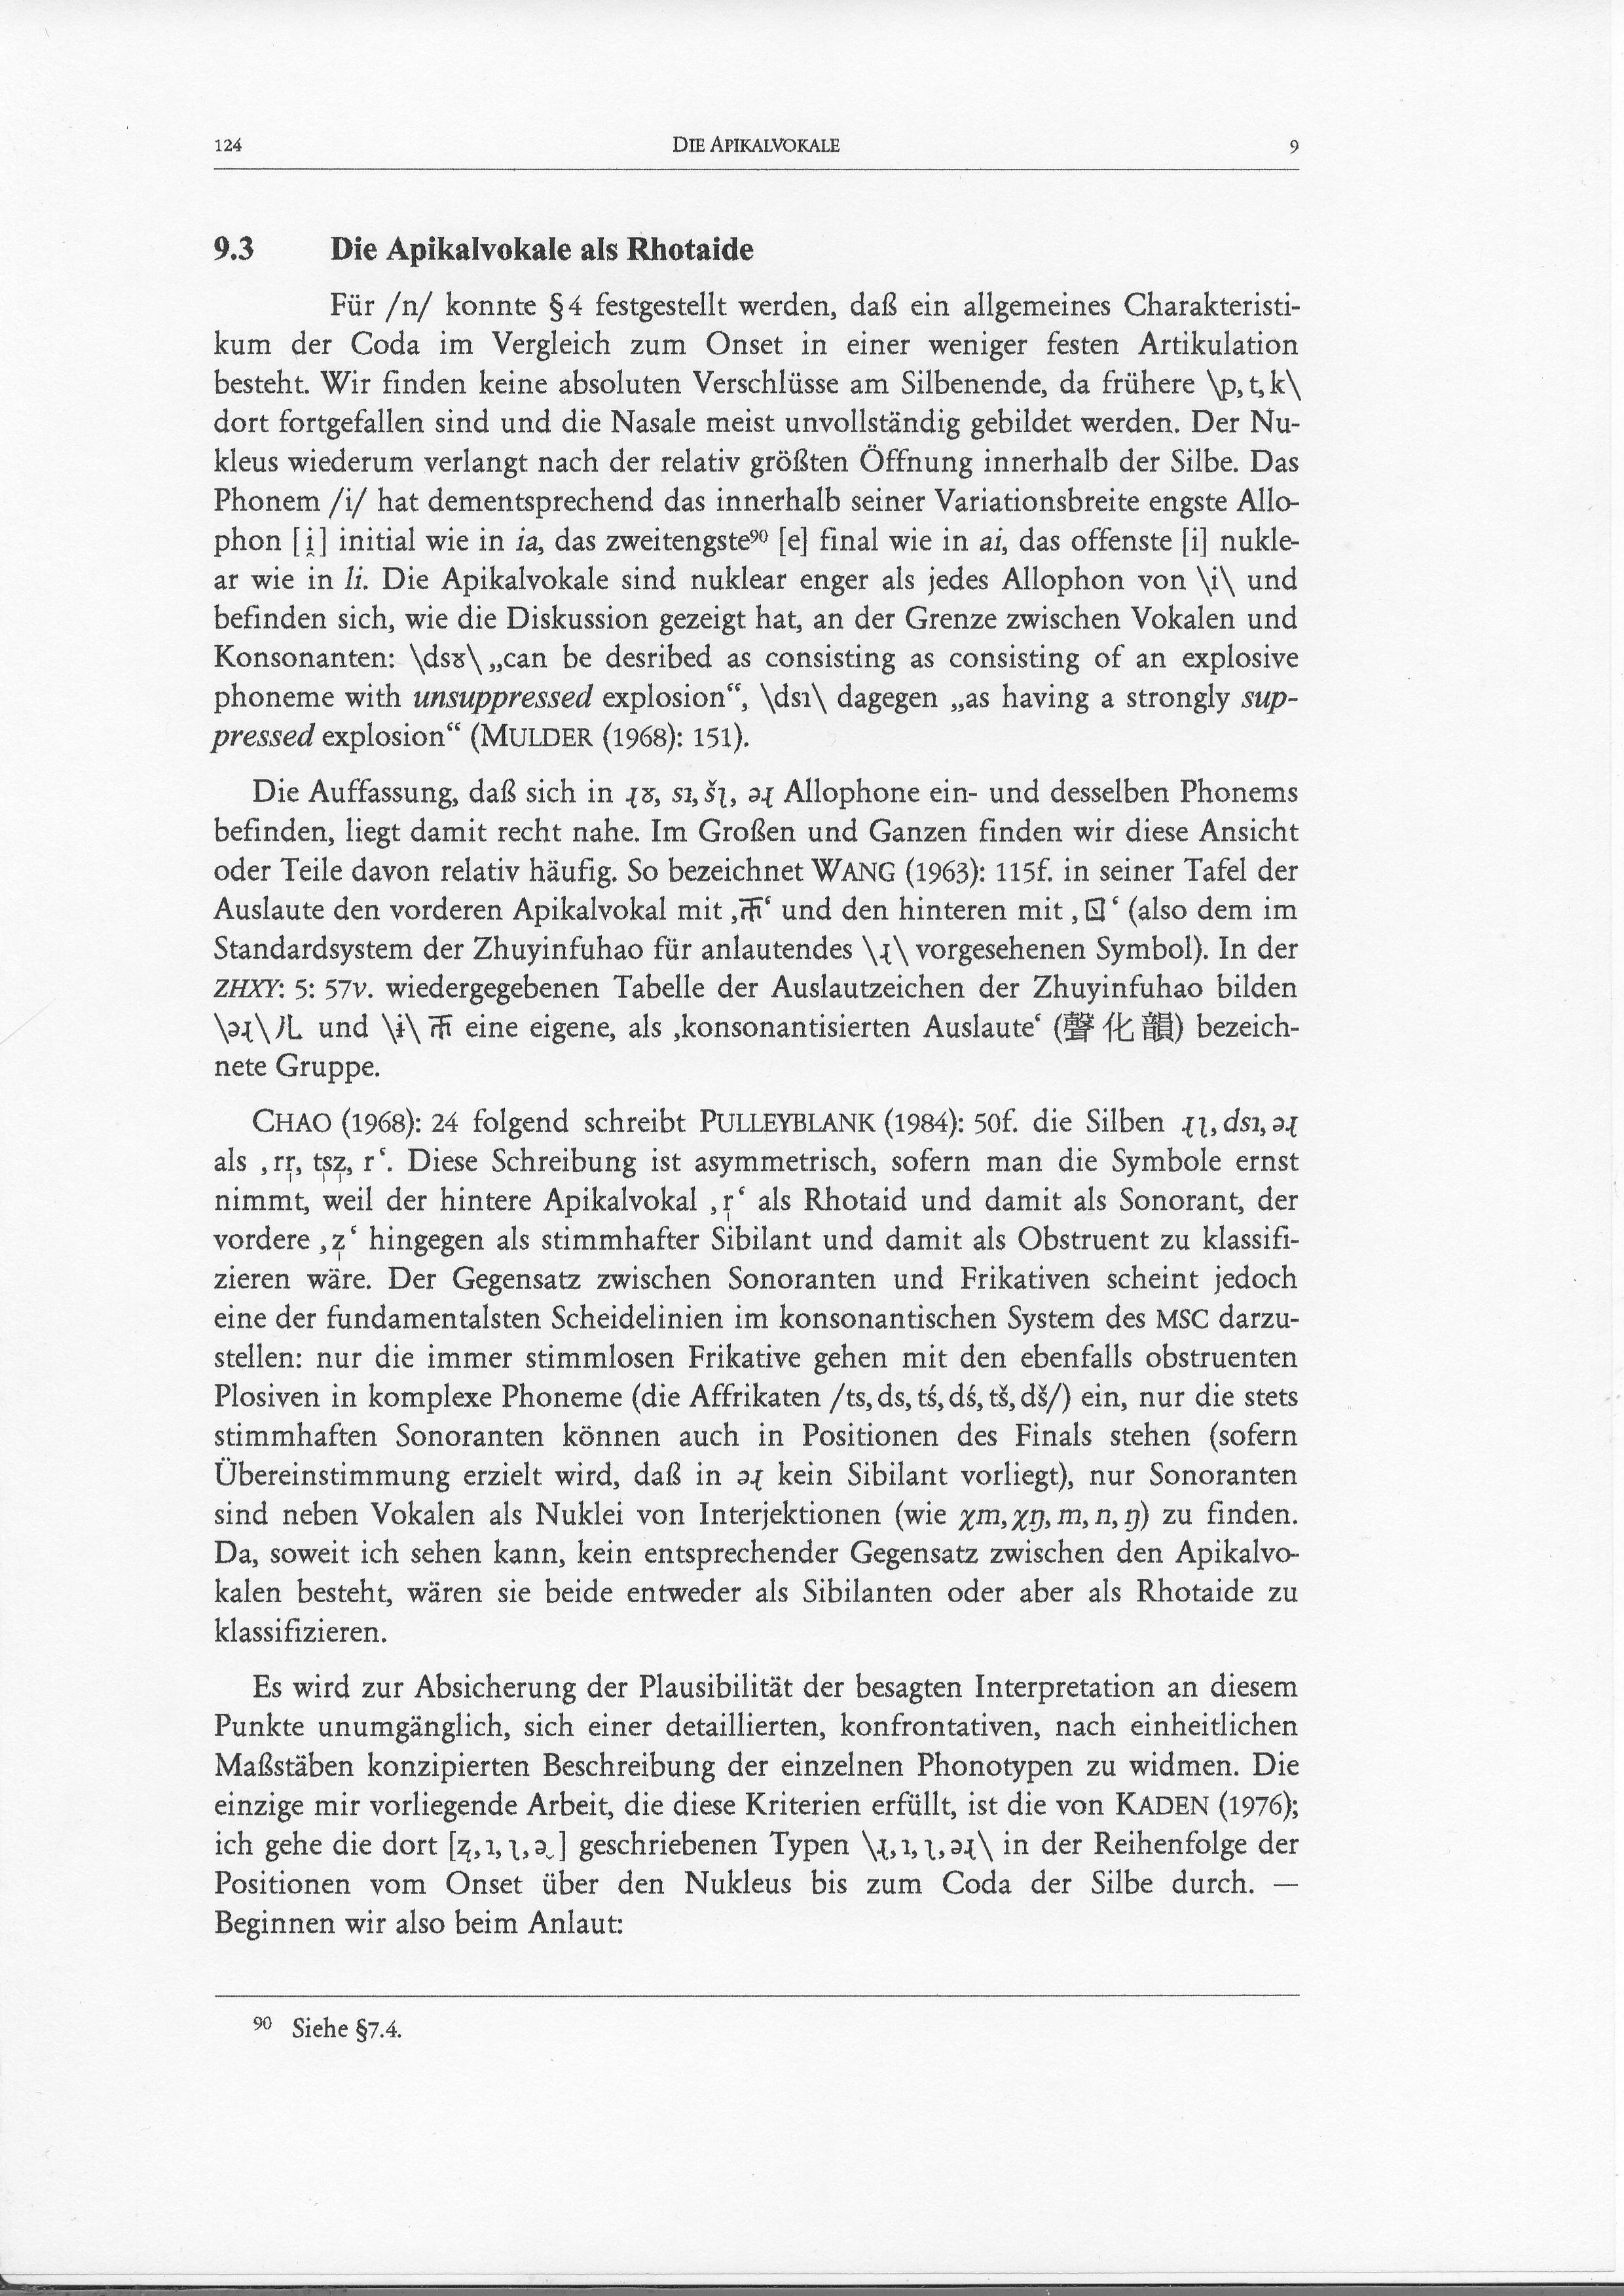 124 DIE APIKALVOKALE 9
9.3 Die Apikalvokale als Rhotaide
Für /n/ konnte §4 festgestellt werden, daß ein allgemeines Charakteristi-
kum der Coda im Vergleich zum Onset in einer weniger festen Artikulation
besteht. Wir finden keine absoluten Verschlüsse am Silbenende, da frühere \p, t, k\
dort fortgefallen sind und die Nasale meist unvollständig gebildet werden. Der Nu-
kleus wiederum verlangt nach der relativ größten Öffnung innerhalb der Silbe. Das
Phonem /i/ hat dementsprechend das innerhalb seiner Variationsbreite engste Allo-
phon [i̯] initial wie in ia, das zweitengste⁹⁰ [e] final wie in ai, das offenste [i] nukle-
ar wie in li. Die Apikalvokale sind nuklear enger als jedes Allophon von \i\ und
befinden sich, wie die Diskussion gezeigt hat, an der Grenze zwischen Vokalen und
Konsonanten: \dsɤ\ „can be desribed as consisting as consisting of an explosive
phoneme with unsuppressed explosion“, \dsɿ\ dagegen „as having a strongly sup-
pressed explosion“ (MULDER (1968): 151).
Die Auffassung, daß sich in ɻɤ, sɿ, šʅ, əɻ Allophone ein- und desselben Phonems
befinden, liegt damit recht nahe. Im Großen und Ganzen finden wir diese Ansicht
oder Teile davon relativ häufig. So bezeichnet WANG (1963): 115f. in seiner Tafel der
Auslaute den vorderen Apikalvokal mit ‚ㄭ‘ und den hinteren mit ‚ㄖ‘ (also dem im
Standardsystem der Zhuyinfuhao für anlautendes \ɻ\ vorgesehenen Symbol). In der
ZHXY: 5: 57v. wiedergegebenen Tabelle der Auslautzeichen der Zhuyinfuhao bilden
\əɻ\ ㄦ und \ɨ\ ㄭ eine eigene, als ‚konsonantisierten Auslaute‘ (聲化韻) bezeich-
nete Gruppe.
CHAO (1968): 24 folgend schreibt PULLEYBLANK (1984): 50f. die Silben ɻʅ, dsɿ, əɻ
als ‚rr̩, tsz̩, r‘. Diese Schreibung ist asymmetrisch, sofern man die Symbole ernst
nimmt, weil der hintere Apikalvokal ‚r̩‘ als Rhotaid und damit als Sonorant, der
vordere ‚z̩‘ hingegen als stimmhafter Sibilant und damit als Obstruent zu klassifi-
zieren wäre. Der Gegensatz zwischen Sonoranten und Frikativen scheint jedoch
eine der fundamentalsten Scheidelinien im konsonantischen System des MSC darzu-
stellen: nur die immer stimmlosen Frikative gehen mit den ebenfalls obstruenten
Plosiven in komplexe Phoneme (die Affrikaten /ts, ds, tś, dś, tš, dš/) ein, nur die stets
stimmhaften Sonoranten können auch in Positionen des Finals stehen (sofern
Übereinstimmung erzielt wird, daß in əɻ kein Sibilant vorliegt), nur Sonoranten
sind neben Vokalen als Nuklei von Interjektionen (wie χm, χŋ, m, n, ŋ) zu finden.
Da, soweit ich sehen kann, kein entsprechender Gegensatz zwischen den Apikalvo-
kalen besteht, wären sie beide entweder als Sibilanten oder aber als Rhotaide zu
klassifizieren.
Es wird zur Absicherung der Plausibilität der besagten Interpretation an diesem
Punkte unumgänglich, sich einer detaillierten, konfrontativen, nach einheitlichen
Maßstäben konzipierten Beschreibung der einzelnen Phonotypen zu widmen. Die
einzige mir vorliegende Arbeit, die diese Kriterien erfüllt, ist die von KADEN (1976);
ich gehe die dort [ʐ, ɿ, ʅ, ə˯] geschriebenen Typen \ɻ, ɿ, ʅ, əɻ\ in der Reihenfolge der
Positionen vom Onset über den Nukleus bis zum Coda der Silbe durch. —
Beginnen wir also beim Anlaut:
⁹⁰ Siehe §7.4.